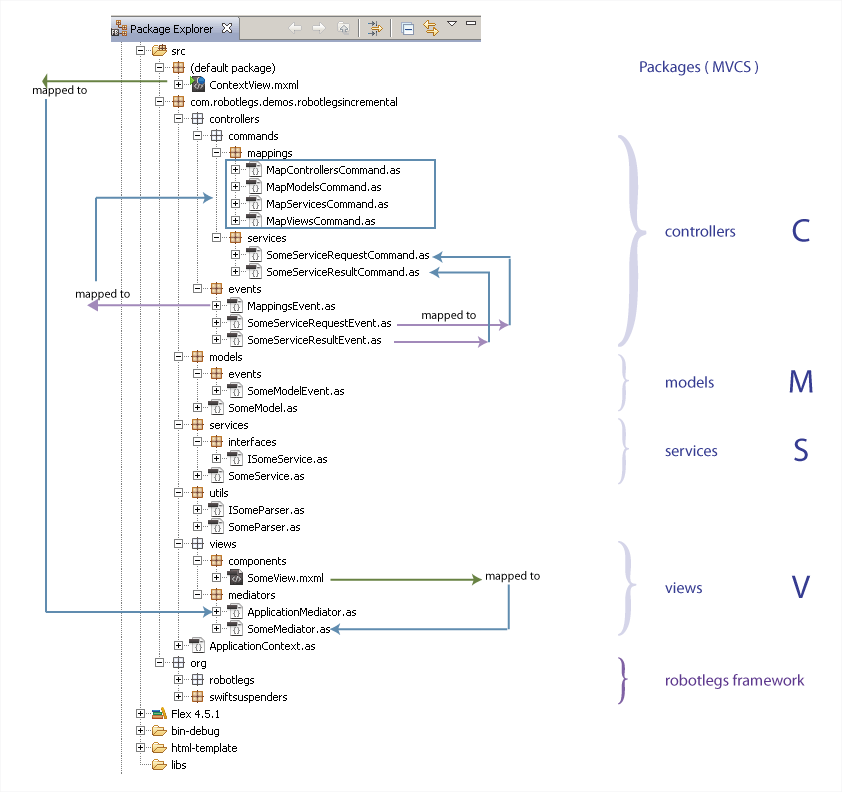 Package Explorer
src
Packages ( MVCS )
(default package)
ContextView.mxml
mapped to
com.robotlegs.demos.robotlegsincremental
controllers
commands
mappings
MapControllersCommand.as
MapModelsCommand.as
MapServicesCommand.as
MapViewsCommand.as
controllers C
services
SomeServiceRequestCommand.as
SomeServiceResultCommand.as
events
mapped to
MappingsEvent.as
mapped to
SomeServiceRequestEvent.as
SomeServiceResultEvent.as
models
events
models M
SomeModelEvent.as
SomeModel.as
services
interfaces
services S
ISomeService.as
SomeService.as
utils
ISomeParser.as
SomeParser.as
views
components
SomeView.mxml
mapped to
views V
mediators
ApplicationMediator.as
SomeMediator.as
ApplicationContext.as
org
robotlegs
robotlegs framework
swiftsuspenders
Flex 4.5.1
bin-debug
html-template
libs